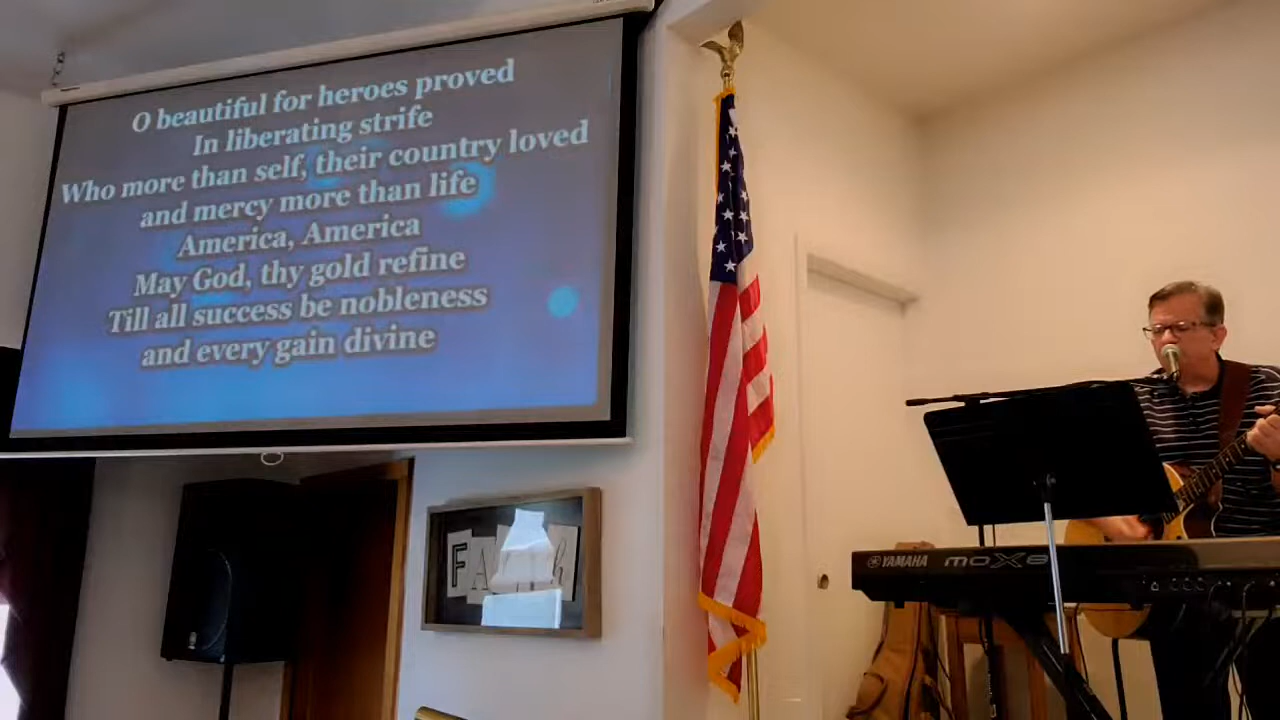 O beautiful for heroes proved
In liberating strife
Who more than self, their country loved
and mercy more than life
America, America
May God, thy gold refine
Till all success be nobleness
and every gain divine
FAITh
YAMAHA MOX8